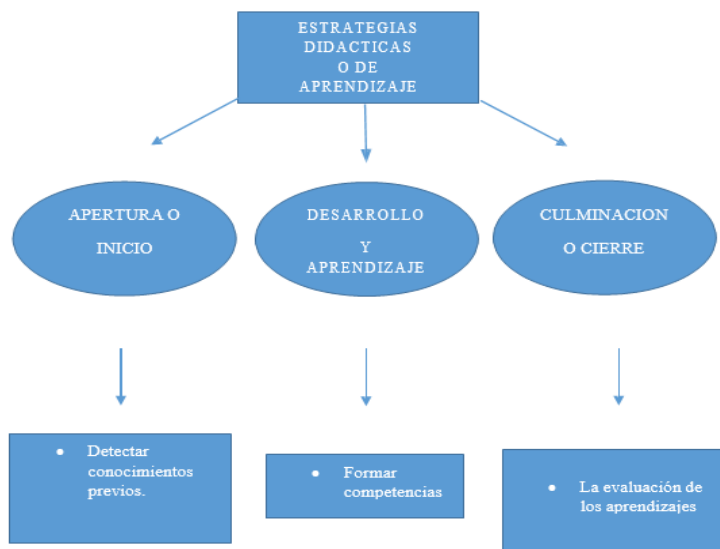 ESTRATEGIAS
DIDACTICAS
O DE
APRENDIZAJE
APERTURA O
INICIO
DESARROLLO
Y
APRENDIZAJE
CULMINACION
O CIERRE
• Detectar
conocimientos
previos.
• Formar
competencias
• La evaluación de
los aprendizajes